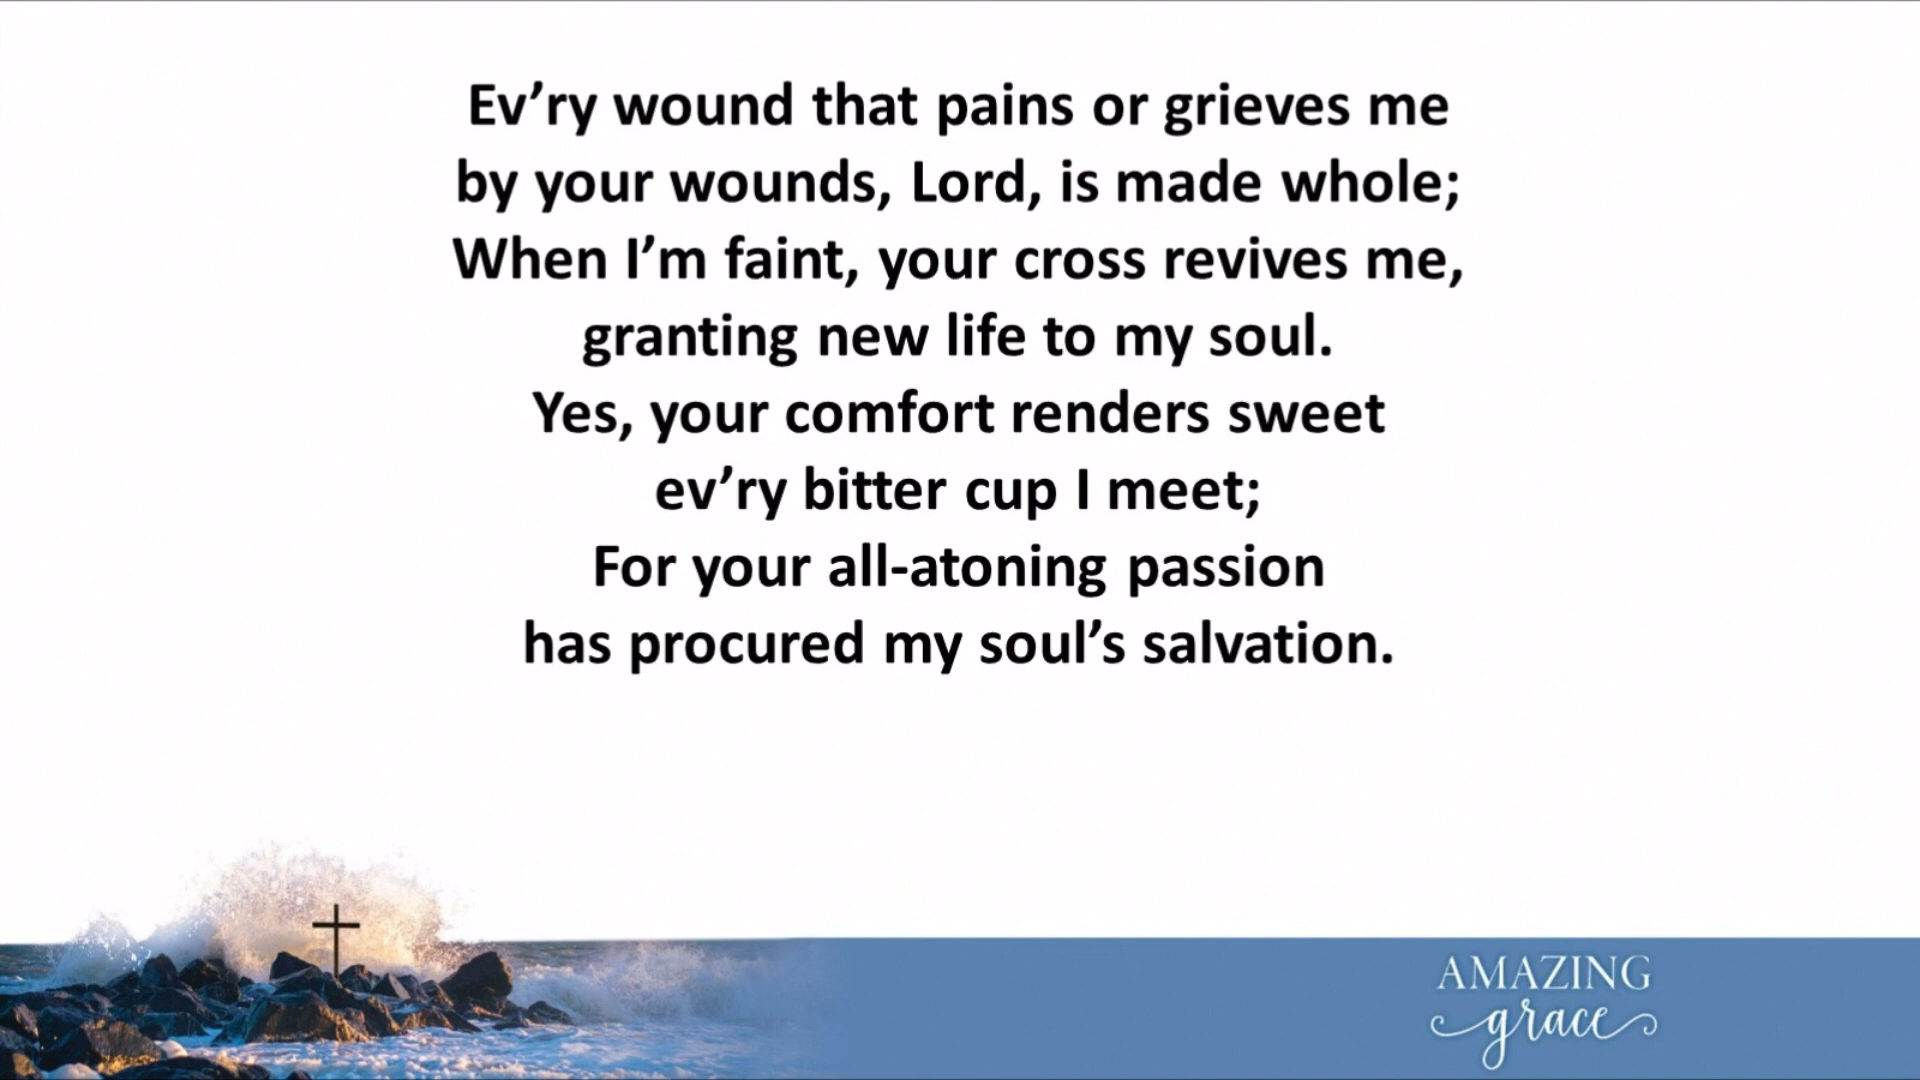 Ev’ry wound that pains or grieves me
by your wounds, Lord, is made whole;
When I’m faint, your cross revives me,
granting new life to my soul.
Yes, your comfort renders sweet
ev’ry bitter cup I meet;
For your all-atoning passion
has procured my soul’s salvation.
AMAZING
grace